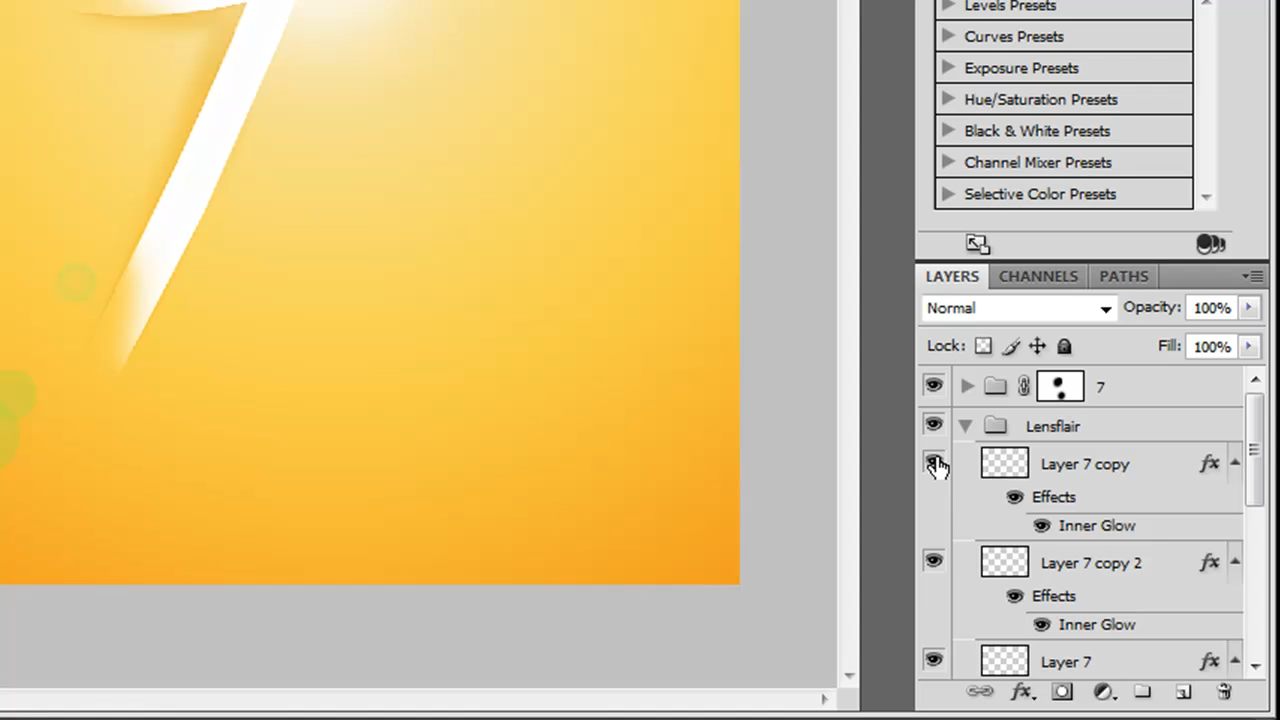 7
Levels Presets
Curves Presets
Exposure Presets
Hue/Saturation Presets
Black & White Presets
Channel Mixer Presets
Selective Color Presets
LAYERS CHANNELS PATHS
Normal Opacity: 100%
Lock: Fill: 100%
7
Lensflair
Layer 7 copy fx
Effects
Inner Glow
Layer 7 copy 2 fx
Effects
Inner Glow
Layer 7 fx
fx